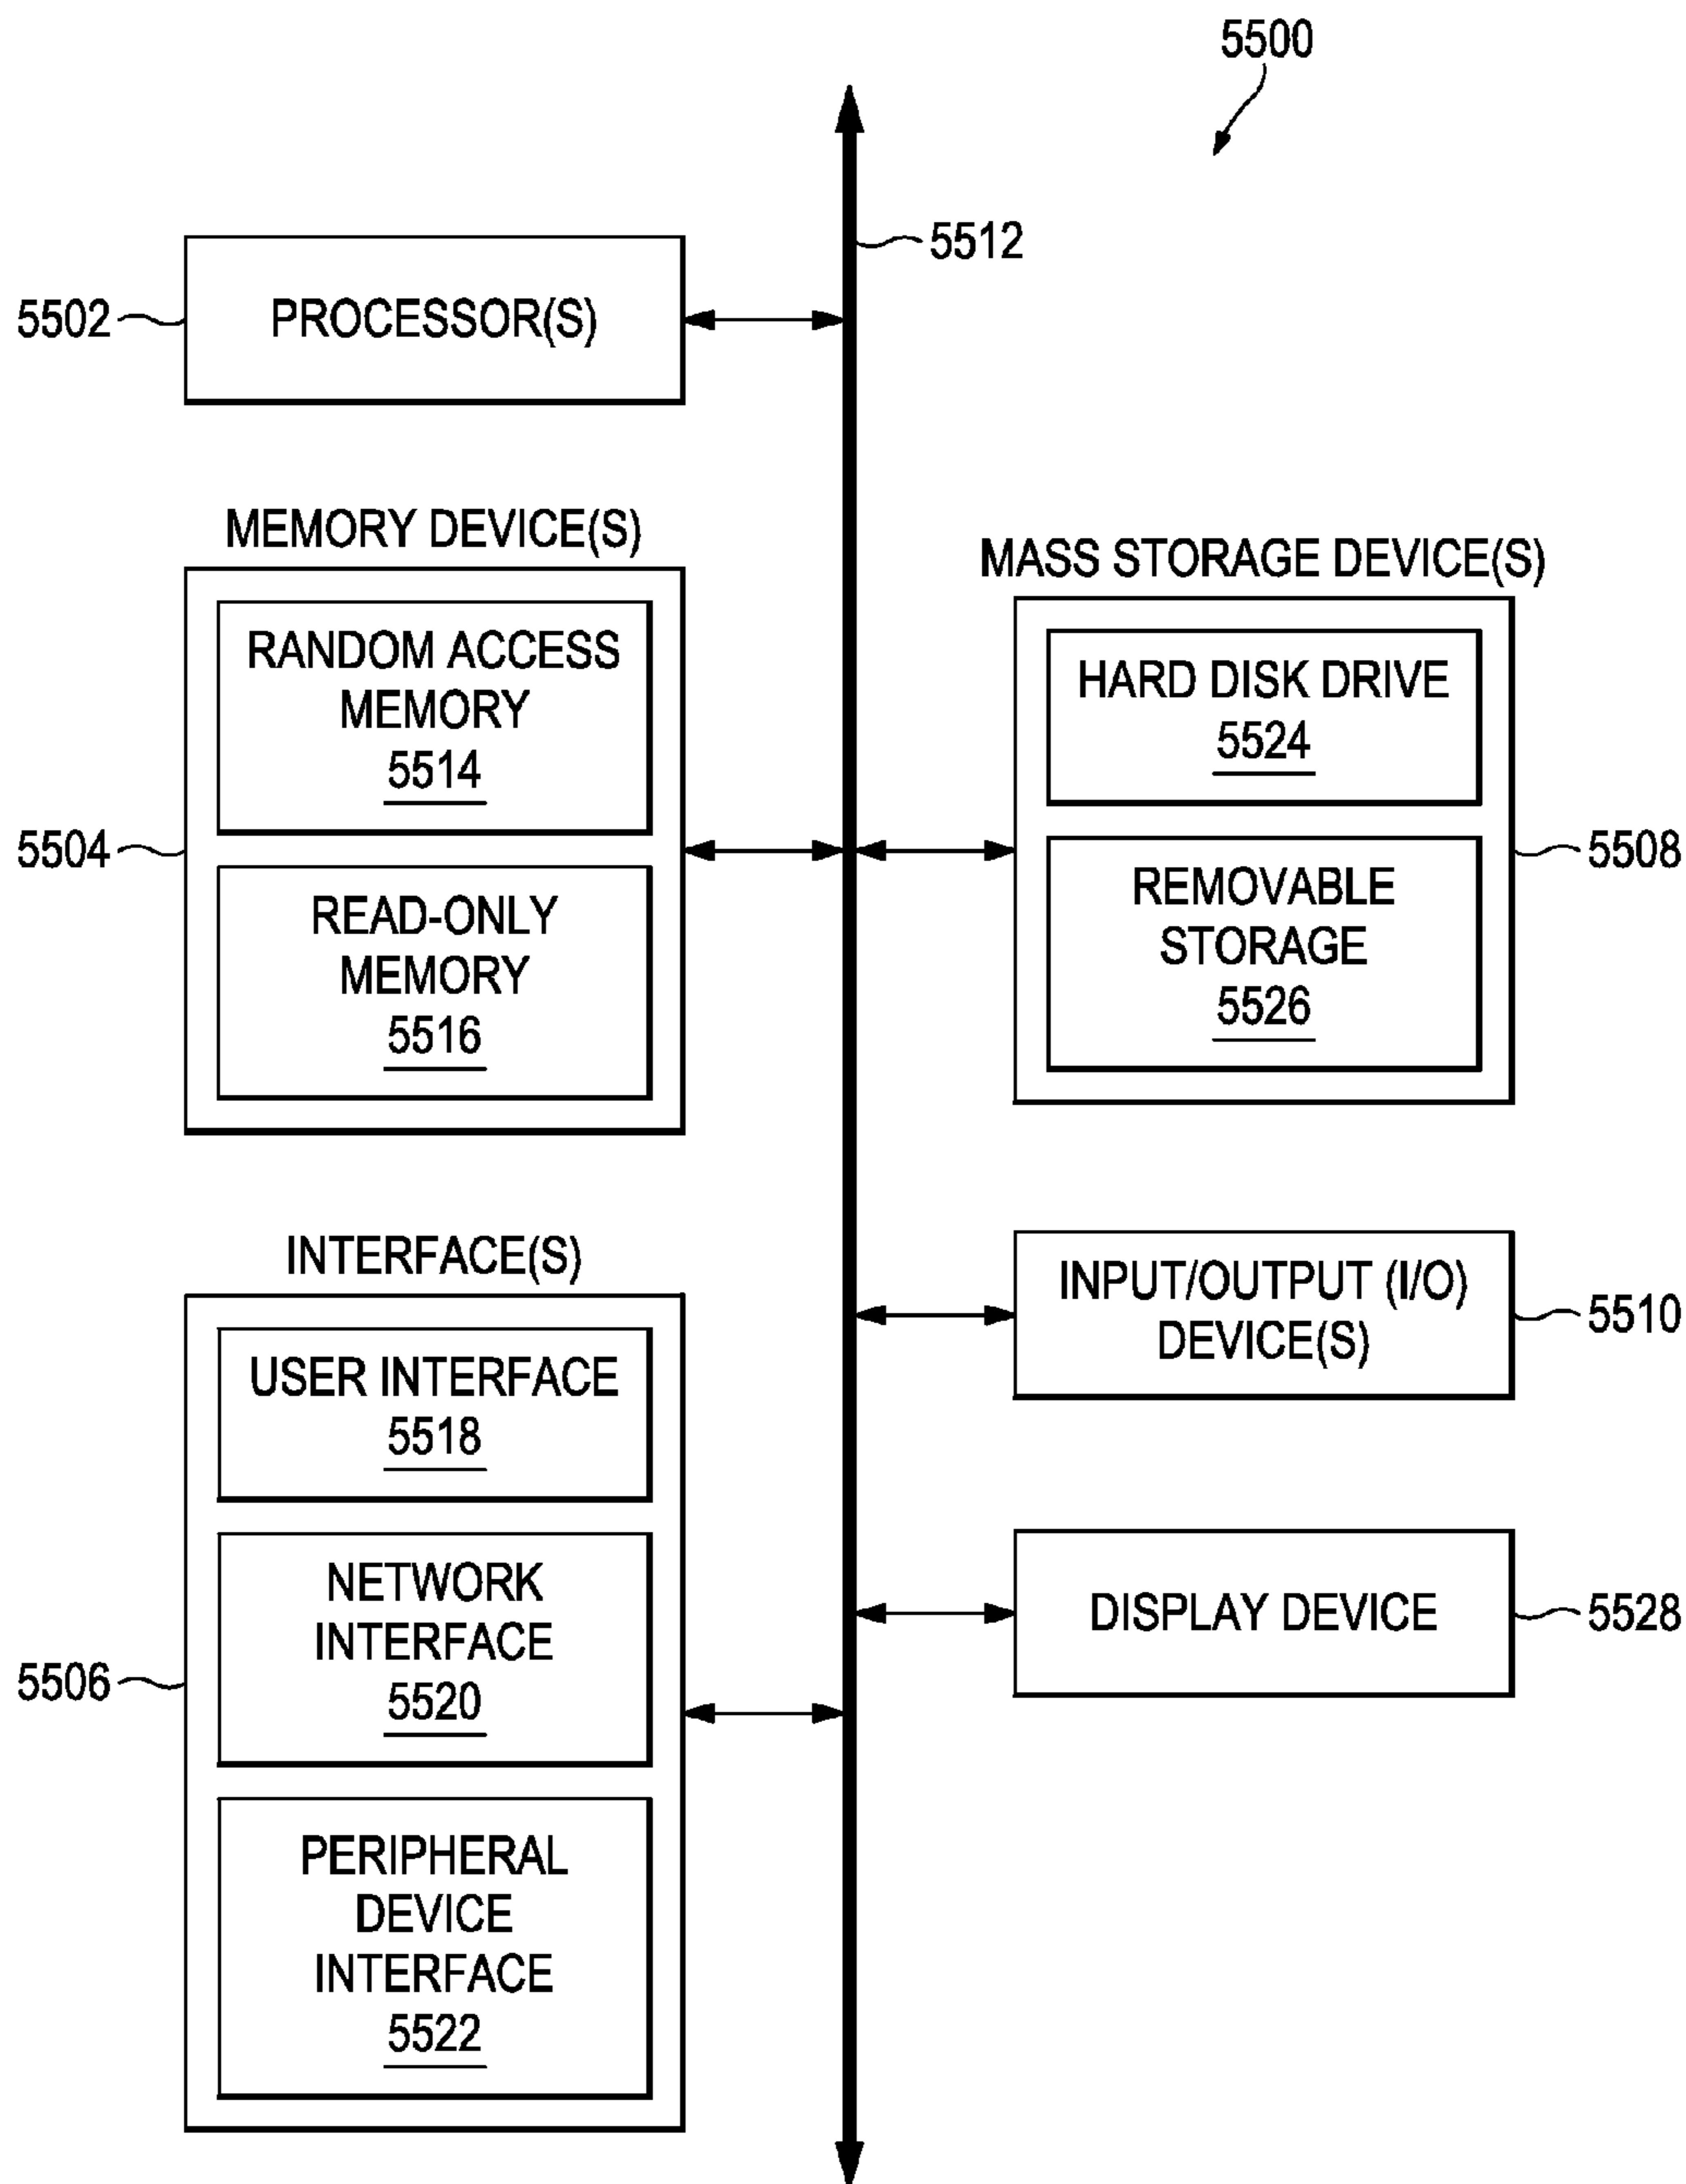 5500
5512
5502
PROCESSOR(S)
MEMORY DEVICE(S)
RANDOM ACCESS
MEMORY
5514
READ-ONLY
MEMORY
5516
5504
MASS STORAGE DEVICE(S)
HARD DISK DRIVE
5524
REMOVABLE
STORAGE
5526
5508
INTERFACE(S)
USER INTERFACE
5518
NETWORK
INTERFACE
5520
PERIPHERAL
DEVICE
INTERFACE
5522
5506
INPUT/OUTPUT (I/O)
DEVICE(S)
5510
DISPLAY DEVICE
5528